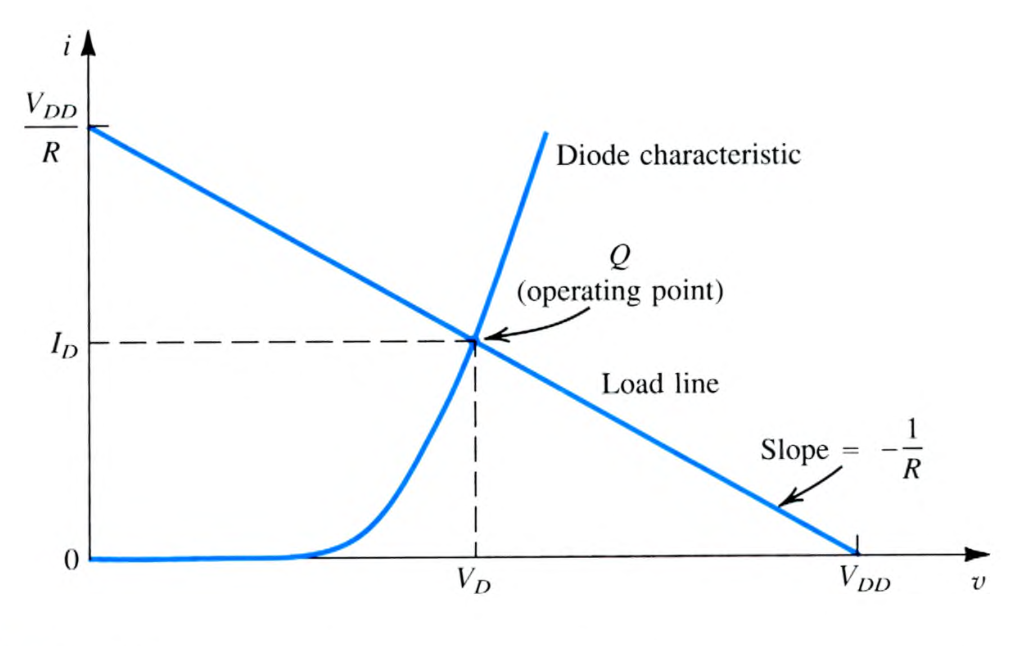 i
V_DD
R
Diode characteristic
Q
(operating point)
I_D
Load line
Slope = - 1/R
0
V_D
V_DD
v